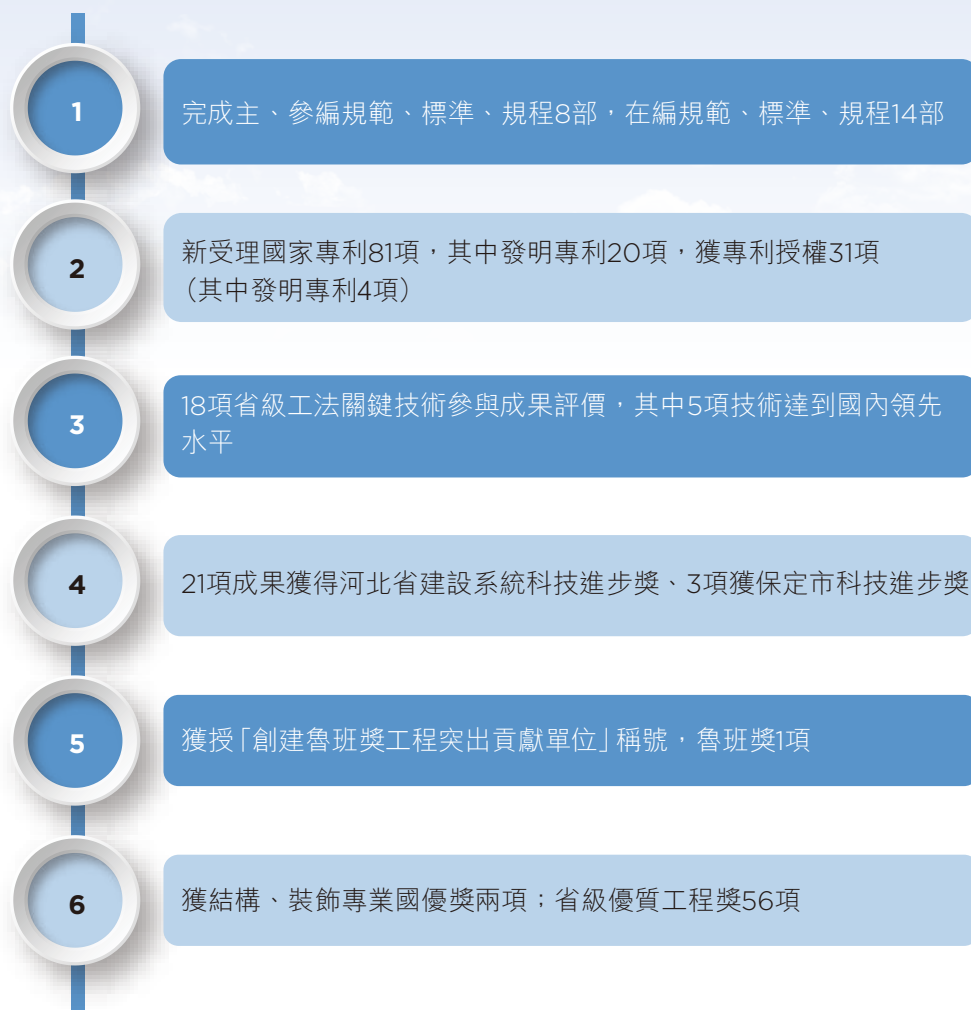 1
完成主、參編規範、標準、規程8部，在編規範、標準、規程14部
2
新受理國家專利81項，其中發明專利20項，獲專利授權31項
（其中發明專利4項）
3
18項省級工法關鍵技術參與成果評價，其中5項技術達到國內領先
水平
4
21項成果獲得河北省建設系統科技進步獎、3項獲保定市科技進步獎
5
獲授「創建魯班獎工程突出貢獻單位」稱號，魯班獎1項
6
獲結構、裝飾專業國優獎兩項；省級優質工程獎56項